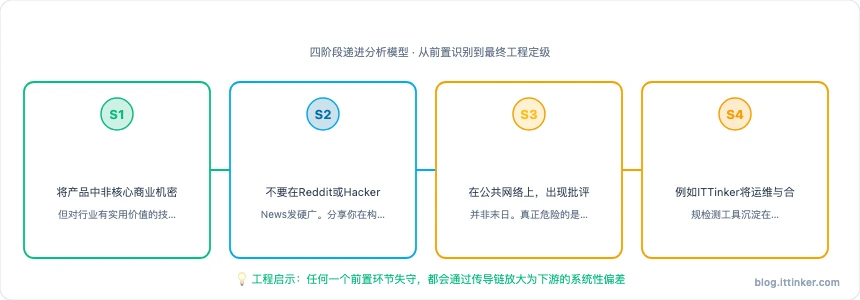 四阶段递进分析模型 · 从前置识别到最终工程定级
S1
将产品中非核心商业机密
但对行业有实用价值的技...
S2
不要在Reddit或Hacker
News发硬广。分享你在构...
S3
在公共网络上，出现批评
并非末日。真正危险的是...
S4
例如ITTinker将运维与合
规检测工具沉淀在...
💡 工程启示：任何一个前置环节失守，都会通过传导链放大为下游的系统性偏差
blog.ittinker.com